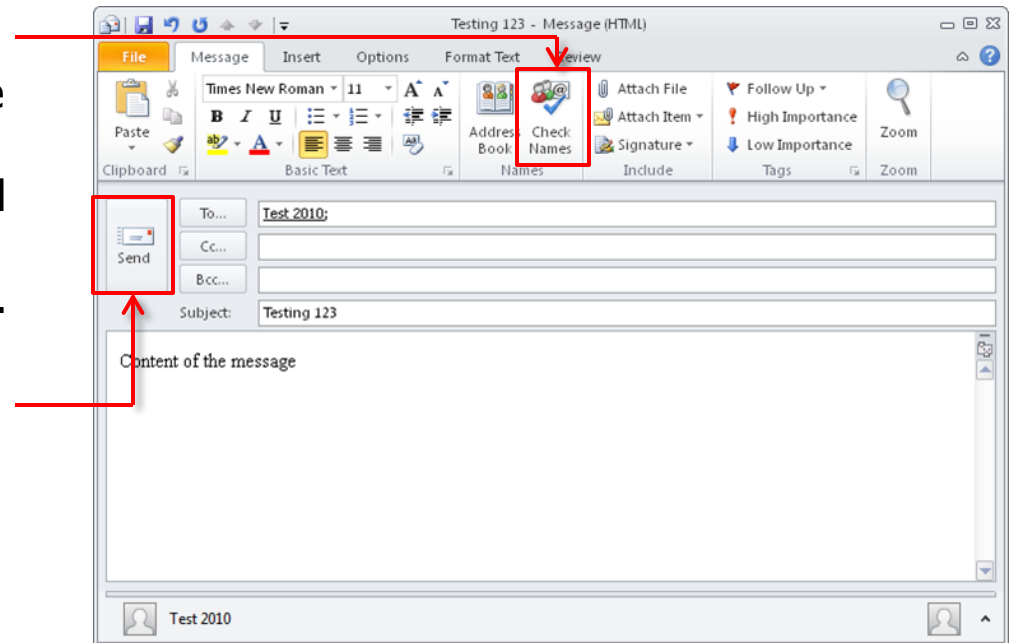 Testing 123 - Message (HTML)
File Message Insert Options Format Text Review
Times New Roman 11 A A
Attach File Follow Up
B I U
Attach Item High Importance
Paste Address Book Check Names Zoom
ab A
Signature Low Importance
Clipboard Basic Text Names Include Tags Zoom
e
d
.
To... Test 2010;
Cc...
Send
Bcc...
Subject: Testing 123
Content of the message
Test 2010